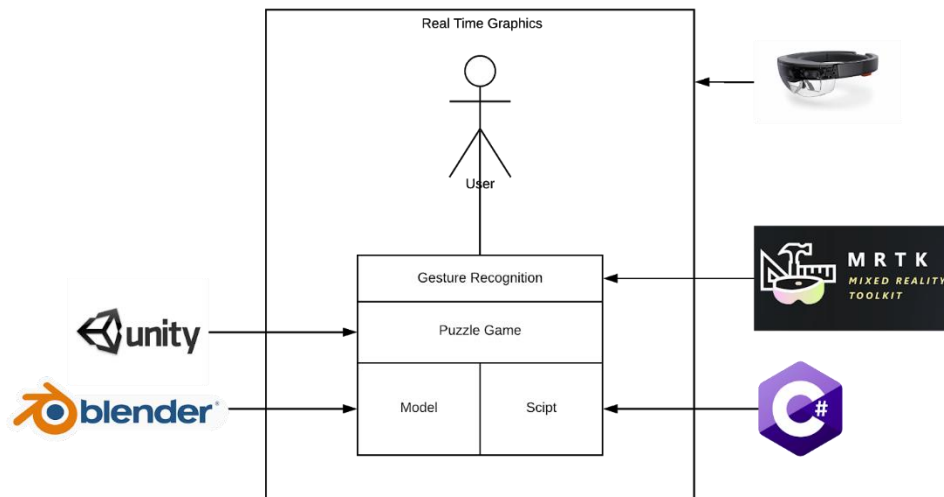 Real Time Graphics
User
Gesture Recognition
MRTK
MIXED REALITY
TOOLKIT
unity
Puzzle Game
blender
Model
Scipt
C#